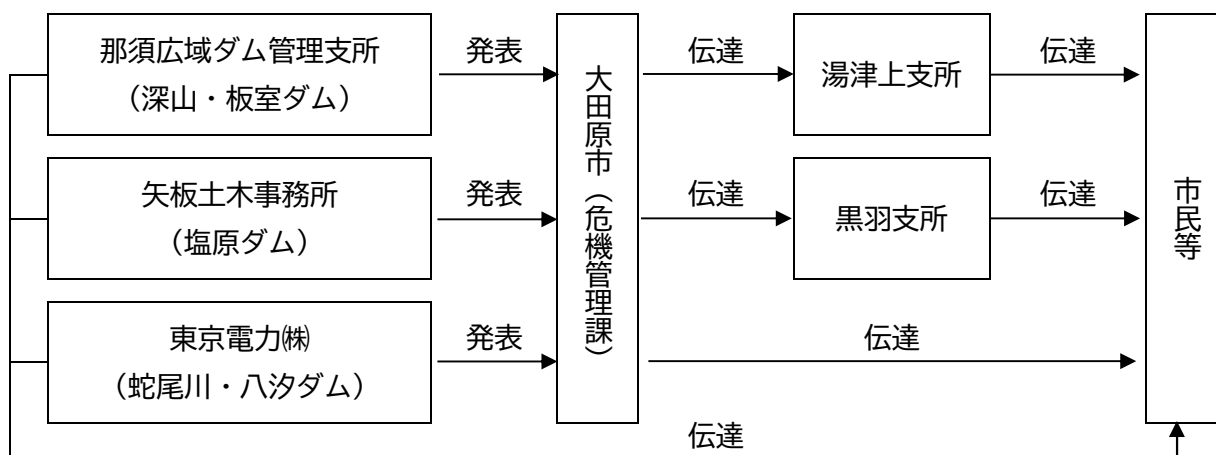 那須広域ダム管理支所
（深山・板室ダム）
発表
大田原市（危機管理課）
伝達
湯津上支所
伝達
市民等
矢板土木事務所
（塩原ダム）
発表
伝達
黒羽支所
伝達
東京電力㈱
（蛇尾川・八汐ダム）
発表
伝達
伝達